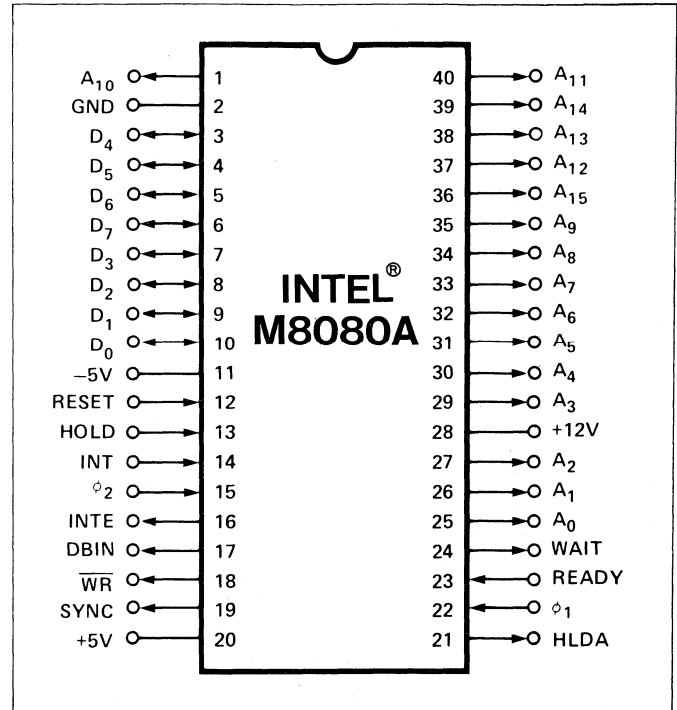 A₁₀ 1 40 A₁₁
GND 2 39 A₁₄
D₄ 3 38 A₁₃
D₅ 4 37 A₁₂
D₆ 5 36 A₁₅
D₇ 6 35 A₉
D₃ 7 34 A₈
D₂ 8 33 A₇
D₁ 9 32 A₆
D₀ 10 31 A₅
−5V 11 30 A₄
RESET 12 29 A₃
HOLD 13 28 +12V
INT 14 27 A₂
ϕ₂ 15 26 A₁
INTE 16 25 A₀
DBIN 17 24 WAIT
W̅R̅ 18 23 READY
SYNC 19 22 ϕ₁
+5V 20 21 HLDA
INTEL®
M8080A